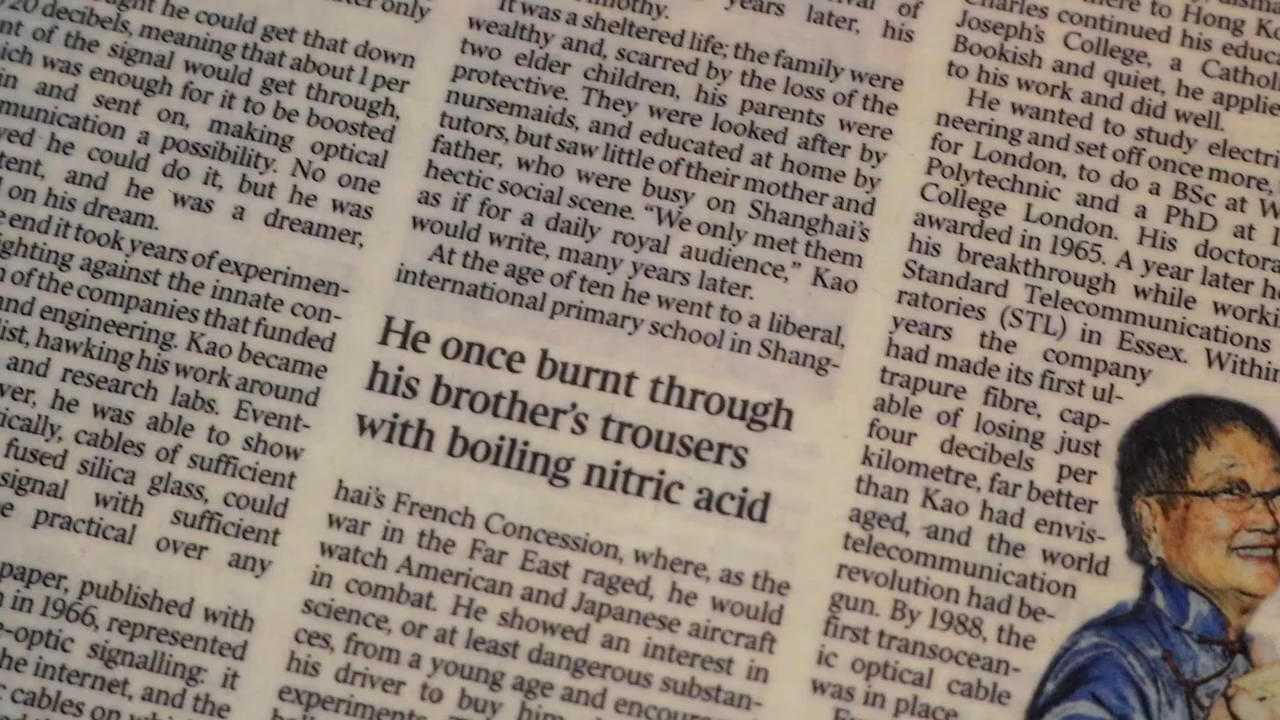 he could get that down
20 decibels, meaning that about 1 per
nt of the signal would get through,
ich was enough for it to be boosted
in and sent on, making optical
munication a possibility. No one
ved he could do it, but he was
tent, and he was a dreamer,
on his dream.
end it took years of experimen-
ghting against the innate con-
of the companies that funded
nd engineering. Kao became
list, hawking his work around
and research labs. Event-
ver, he was able to show
ically, cables of sufficient
fused silica glass, could
signal with sufficient
e practical over any
paper, published with
in 1966, represented
e-optic signalling: it
he internet, and the
cables on
years later, his
It was a sheltered life; the family were
wealthy and, scarred by the loss of the
two elder children, his parents were
protective. They were looked after by
nursemaids, and educated at home by
tutors, but saw little of their mother and
father, who were busy on Shanghai's
hectic social scene. “We only met them
as if for a daily royal audience,” Kao
would write, many years later.
At the age of ten he went to a liberal,
international primary school in Shang-
He once burnt through
his brother's trousers
with boiling nitric acid
hai's French Concession, where, as the
war in the Far East raged, he would
watch American and Japanese aircraft
in combat. He showed an interest in
science, or at least dangerous substan-
ces, from a young age and encour
his driver to buy him
experiments
to Hong Ko
Charles continued his educa
Joseph's College, a Cathol
Bookish and quiet, he applie
to his work and did well.
He wanted to study electri
neering and set off once more,
for London, to do a BSc at W
Polytechnic and a PhD at I
College London. His doctora
awarded in 1965. A year later he
his breakthrough while worki
Standard Telecommunications
ratories (STL) in Essex. Within
years the company
had made its first ul-
trapure fibre, cap-
able of losing just
four decibels per
kilometre, far better
than Kao had envis-
aged, and the world
telecommunication
revolution had be-
gun. By 1988, the
first transocean-
ic optical cable
was in place